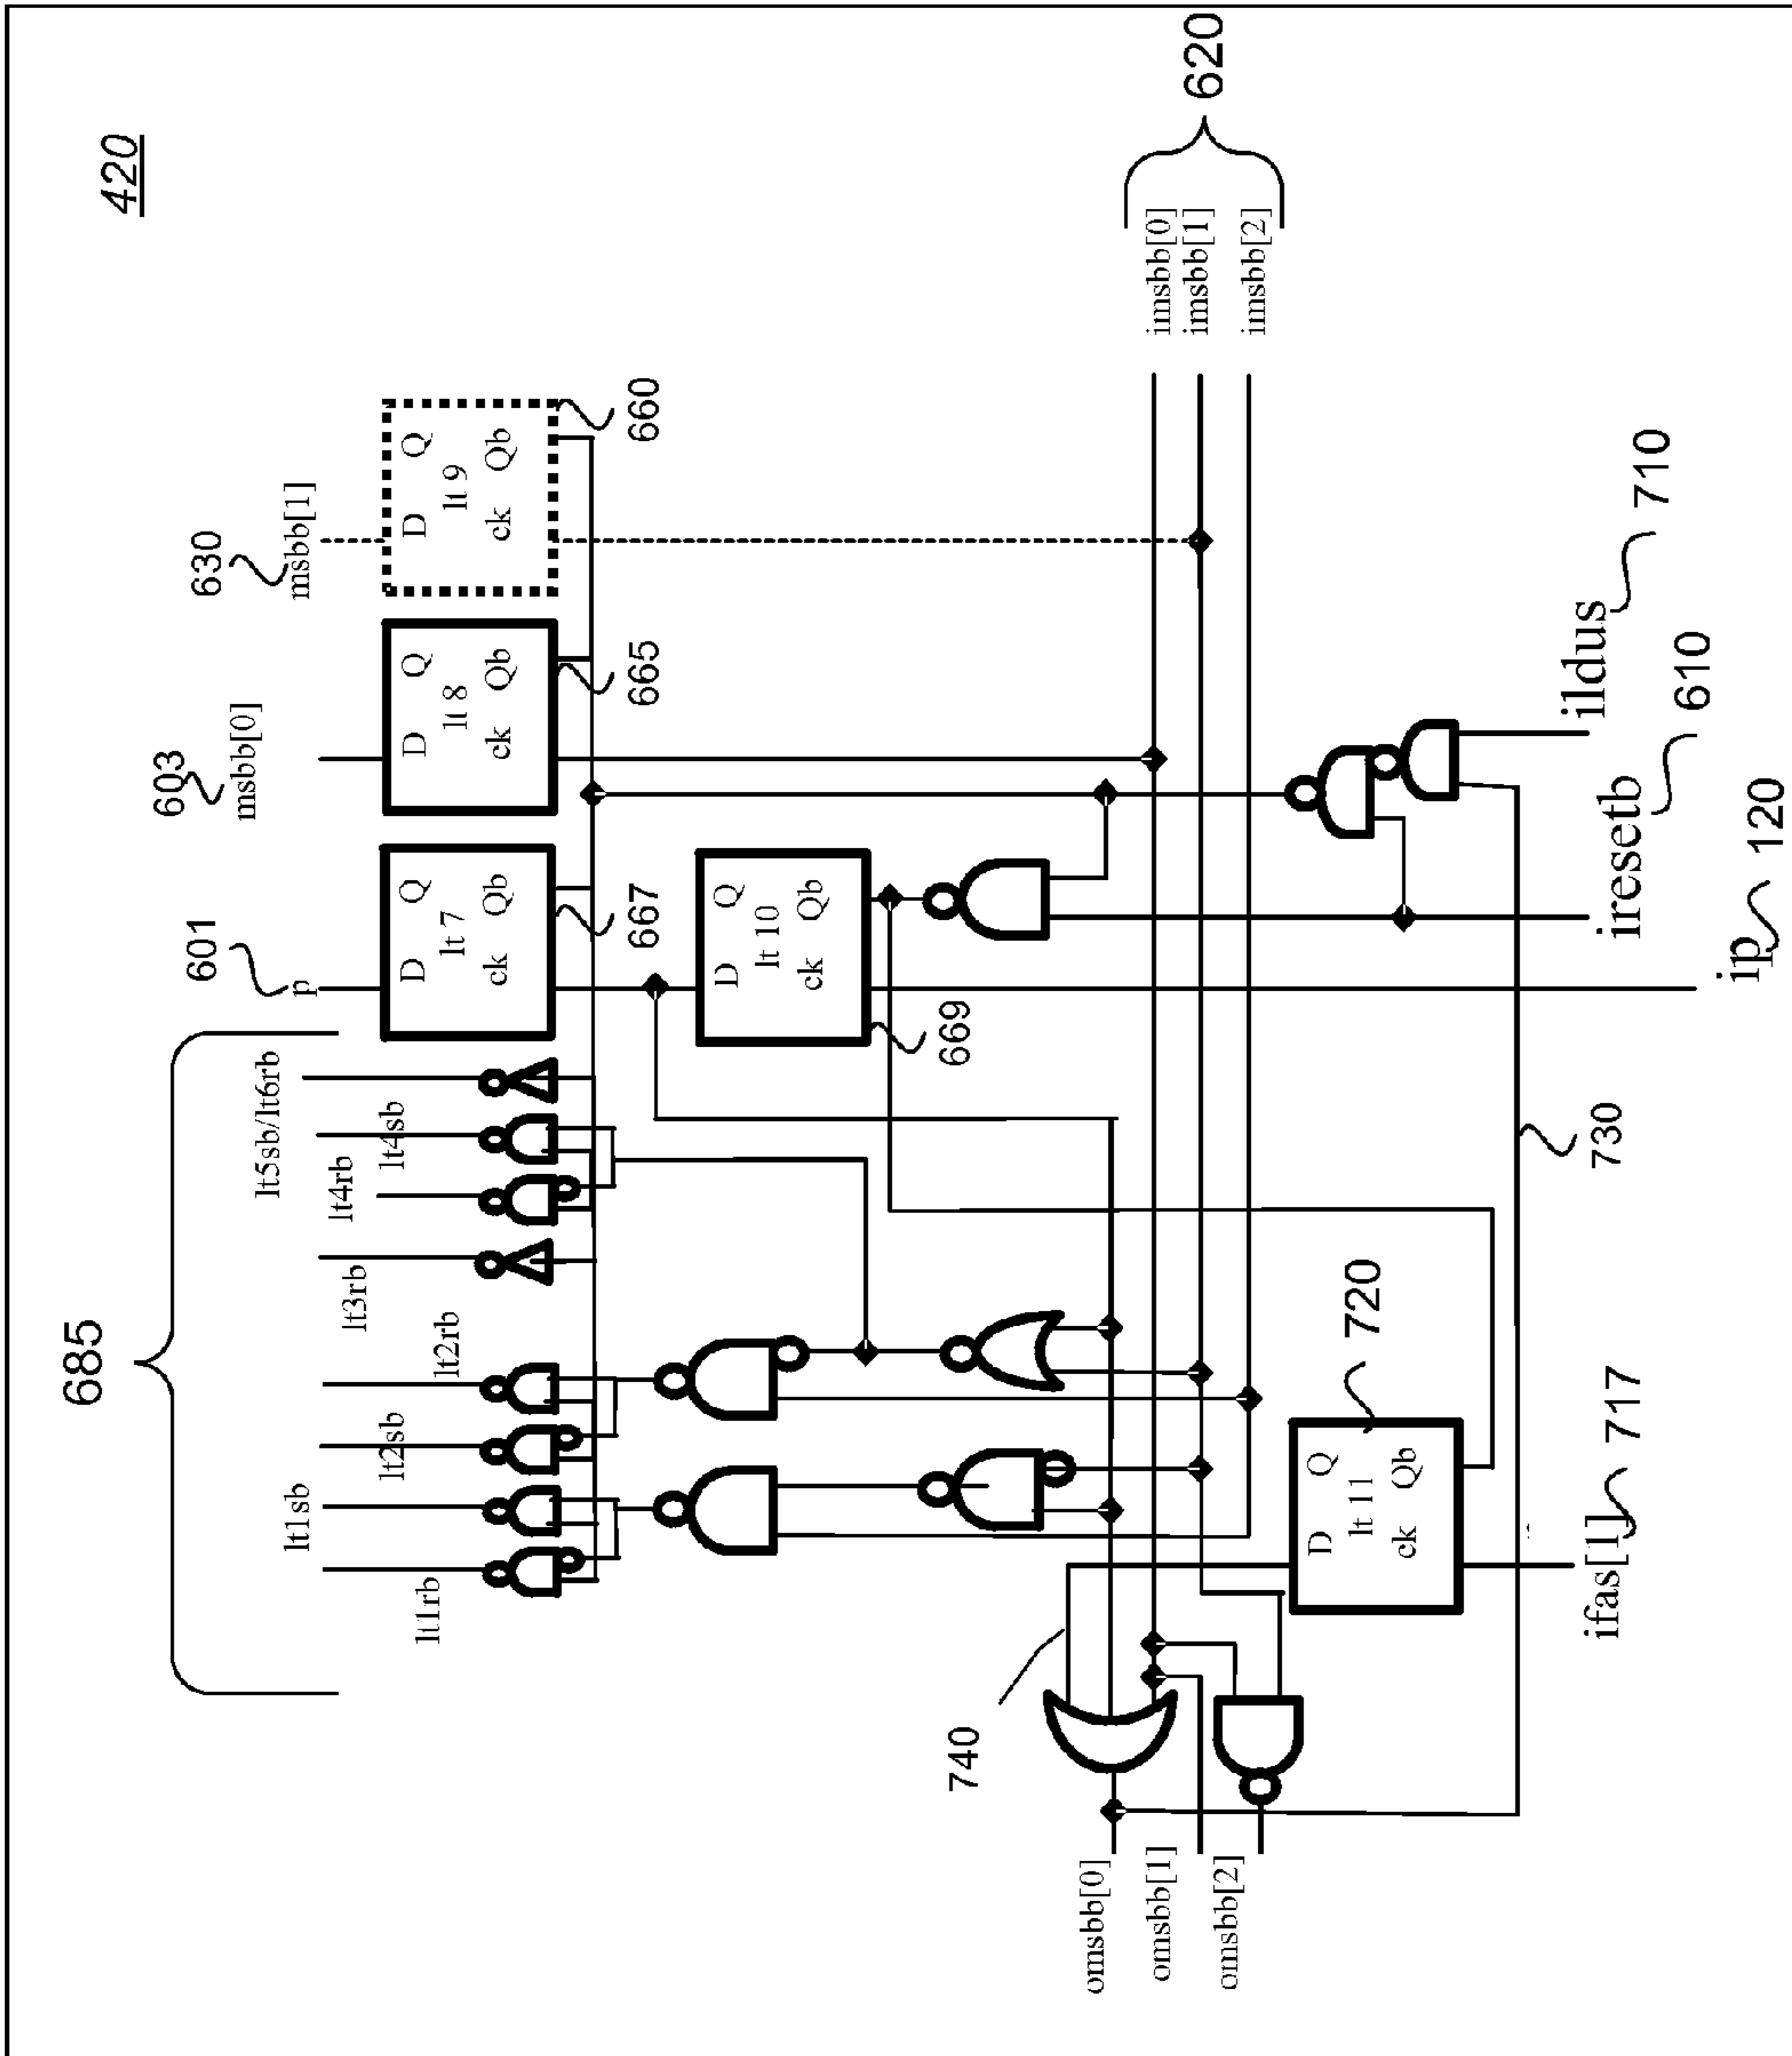 420
685
lt1rb
lt1sb
lt2sb
lt2rb
lt3rb
lt4rb
lt4sb
lt5sb/lt6rb
601
p
603
msbb[0]
630
msbb[1]
D Q
lt 7
ck Qb
667
D Q
lt 8
ck Qb
665
D Q
lt 9
ck Qb
660
D Q
lt 10
ck Qb
669
imsbb[0]
imsbb[1]
imsbb[2]
620
740
omsbb[0]
omsbb[1]
omsbb[2]
D Q
lt 11
ck Qb
720
ifas[1]
717
730
ip
120
iresetb
610
ildus
710